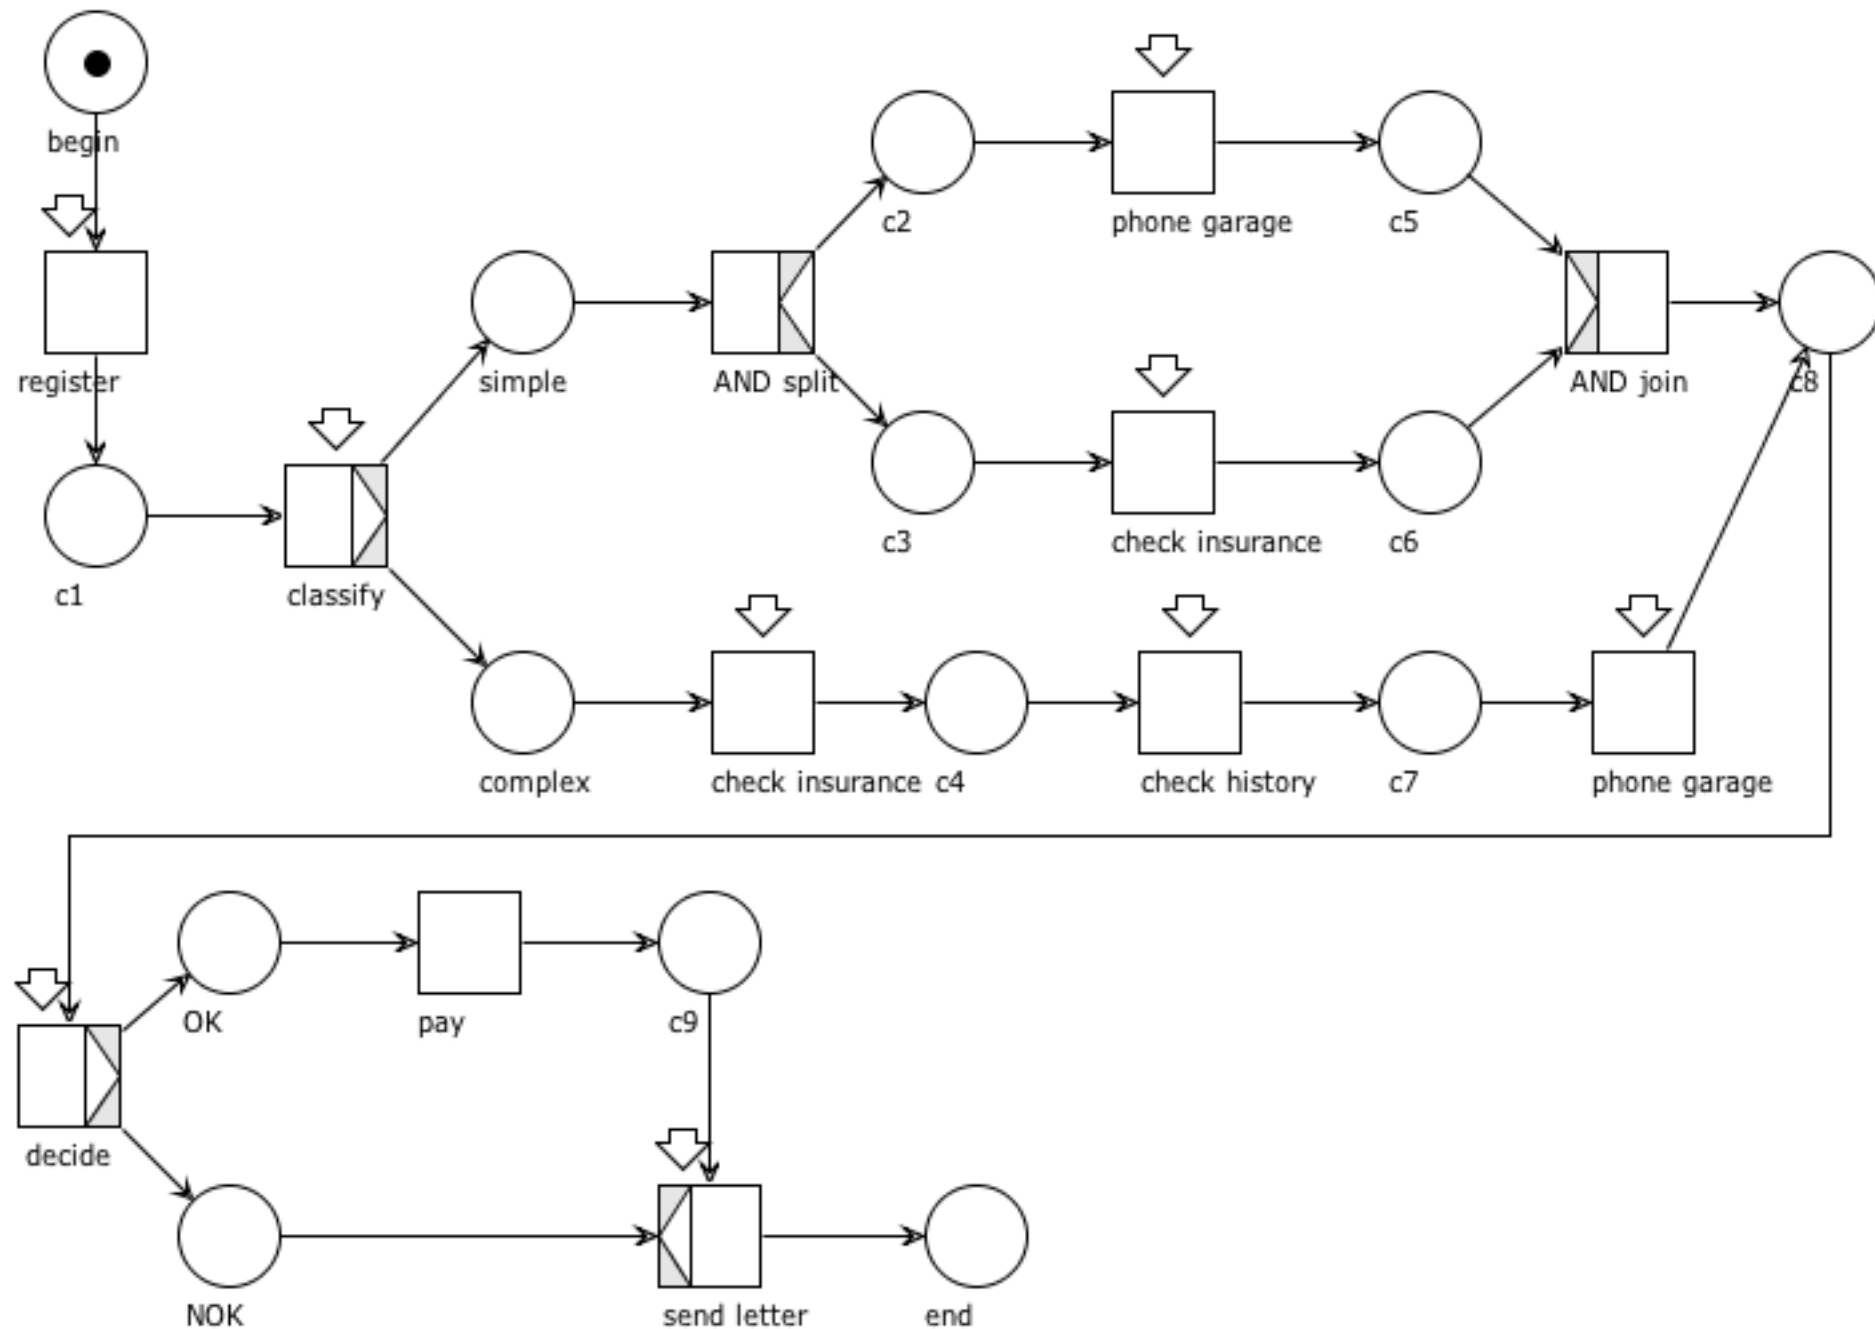 begin
c2
phone garage
c5
register
simple
AND split
AND join
c8
c3
check insurance
c6
c1
classify
complex
check insurance
c4
check history
c7
phone garage
OK
pay
c9
decide
NOK
send letter
end